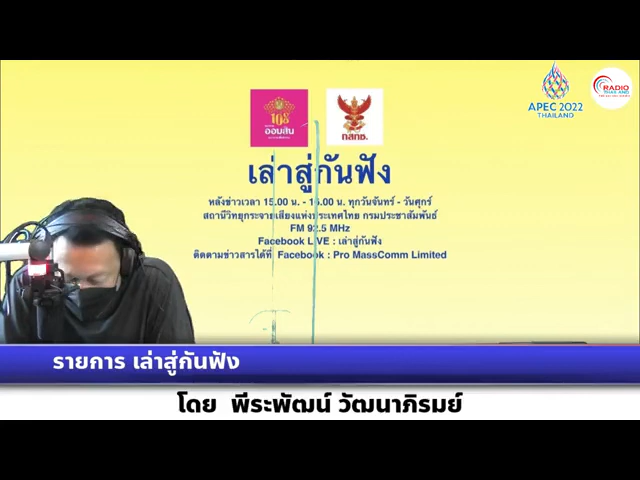 APEC 2022
THAILAND
RADIO
THAILAND
ออมสิน
กสทช.
เล่าสู่กันฟัง
หลังข่าวเวลา 15.00 น. - 16.00 น. ทุกวันจันทร์ - วันศุกร์
สถานีวิทยุกระจายเสียงแห่งประเทศไทย กรมประชาสัมพันธ์
FM 92.5 MHz
Facebook LIVE : เล่าสู่กันฟัง
ติดตามข่าวสารได้ที่ Facebook : Pro MassComm Limited
รายการ เล่าสู่กันฟัง
โดย พีระพัฒน์ วัฒนาภิรมย์